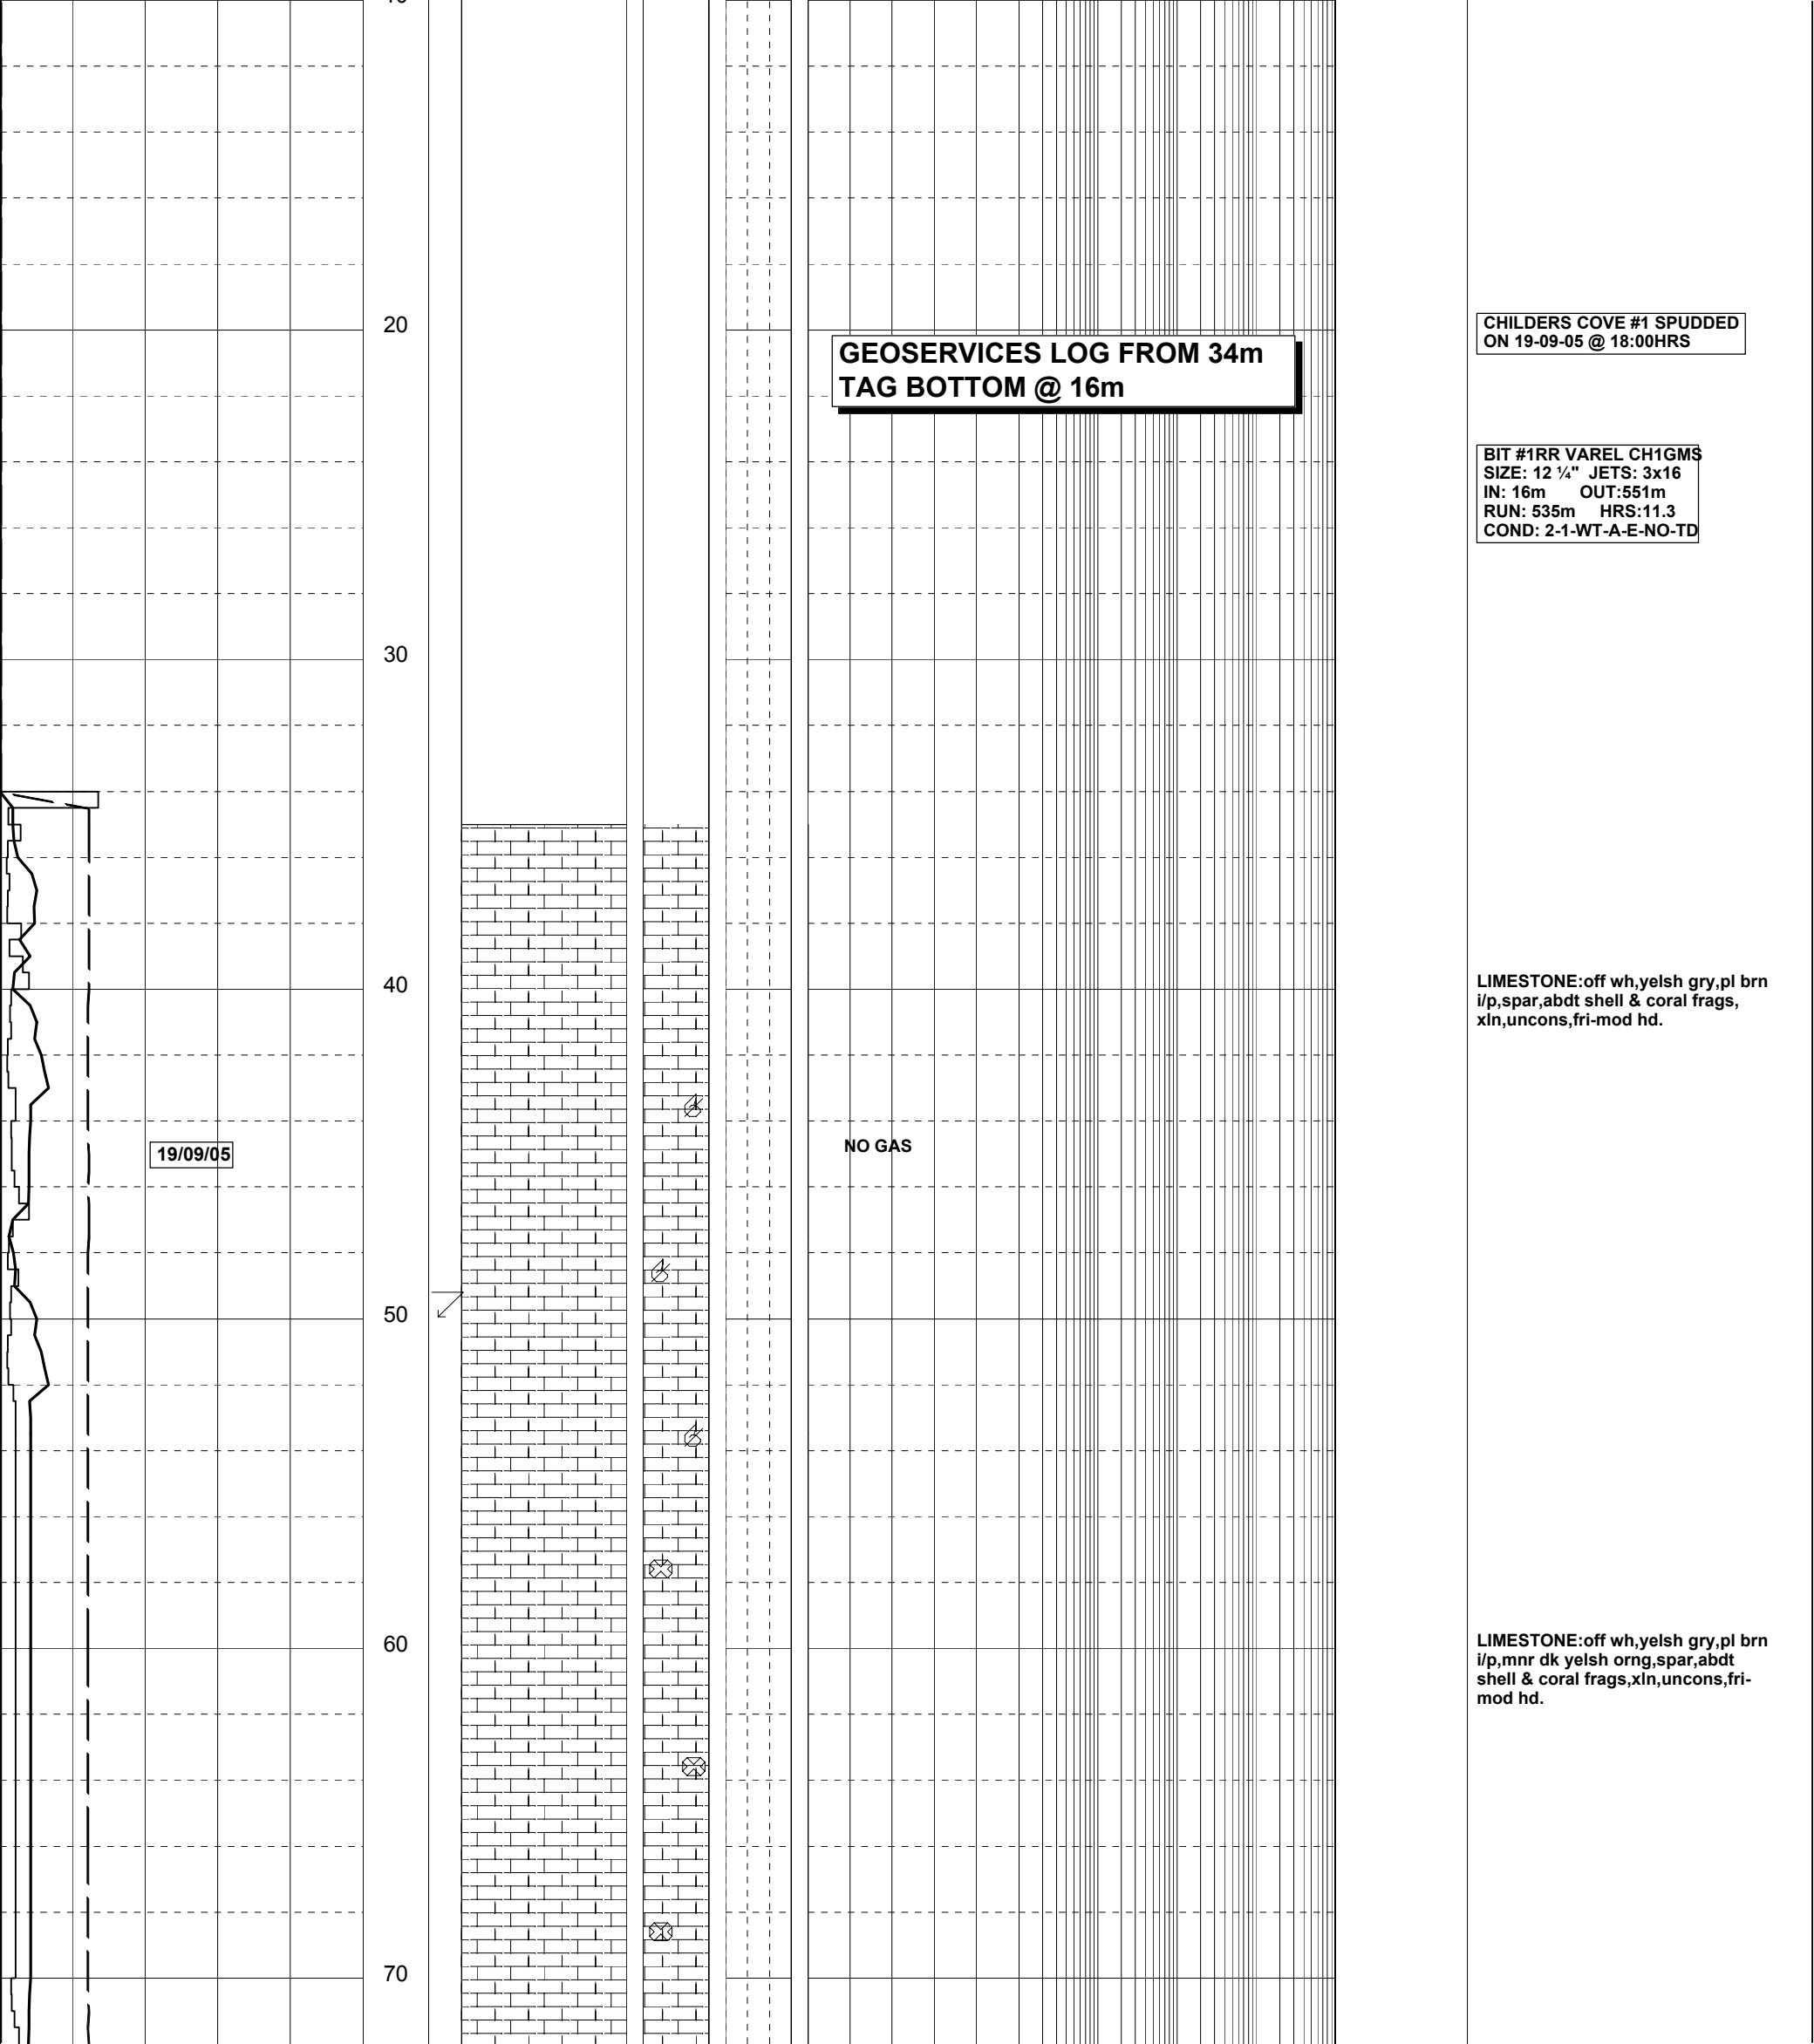 20
CHILDERS COVE #1 SPUDDED
ON 19-09-05 @ 18:00HRS
GEOSERVICES LOG FROM 34m
TAG BOTTOM @ 16m
BIT #1RR VAREL CH1GMS
SIZE: 12 ¼" JETS: 3x16
IN: 16m OUT:551m
RUN: 535m HRS:11.3
COND: 2-1-WT-A-E-NO-TD
30
40
LIMESTONE:off wh,yelsh gry,pl brn
i/p,spar,abdt shell & coral frags,
xln,uncons,fri-mod hd.
19/09/05
NO GAS
50
60
LIMESTONE:off wh,yelsh gry,pl brn
i/p,mnr dk yelsh orng,spar,abdt
shell & coral frags,xln,uncons,fri-
mod hd.
70